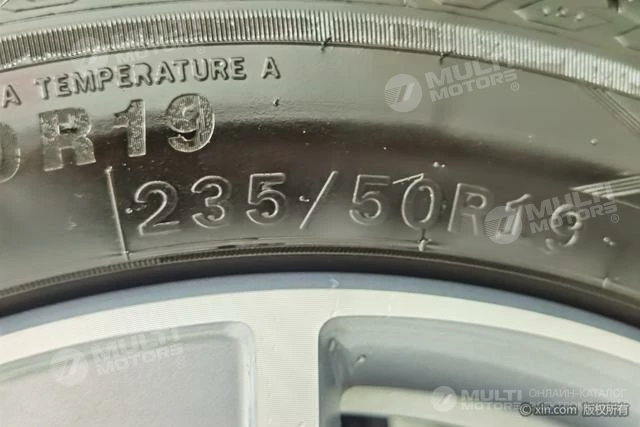 A TEMPERATURE A
0R19
235/50R19
MULTI
MOTORS
MULTI
MOTORS
MULTI
MOTORS
MULTI
MOTORS
ОНЛАЙН-КАТАЛОГ
© xin.com 版权所有